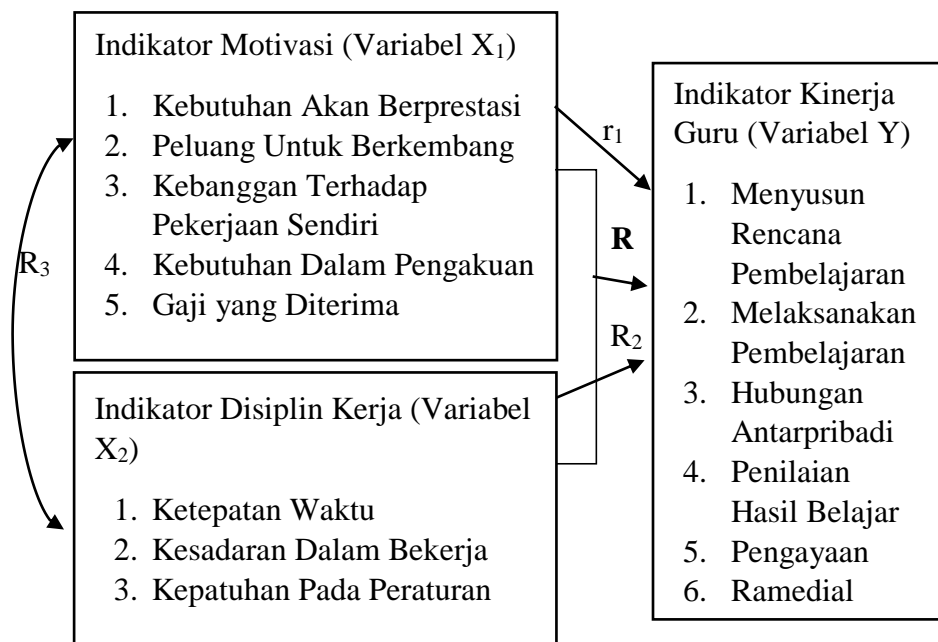 Indikator Motivasi (Variabel X₁)
1. Kebutuhan Akan Berprestasi
2. Peluang Untuk Berkembang
3. Kebanggan Terhadap
Pekerjaan Sendiri
4. Kebutuhan Dalam Pengakuan
5. Gaji yang Diterima
R₃
Indikator Disiplin Kerja (Variabel
X₂)
1. Ketepatan Waktu
2. Kesadaran Dalam Bekerja
3. Kepatuhan Pada Peraturan
r₁
R
R₂
Indikator Kinerja
Guru (Variabel Y)
1. Menyusun
Rencana
Pembelajaran
2. Melaksanakan
Pembelajaran
3. Hubungan
Antarpribadi
4. Penilaian
Hasil Belajar
5. Pengayaan
6. Ramedial